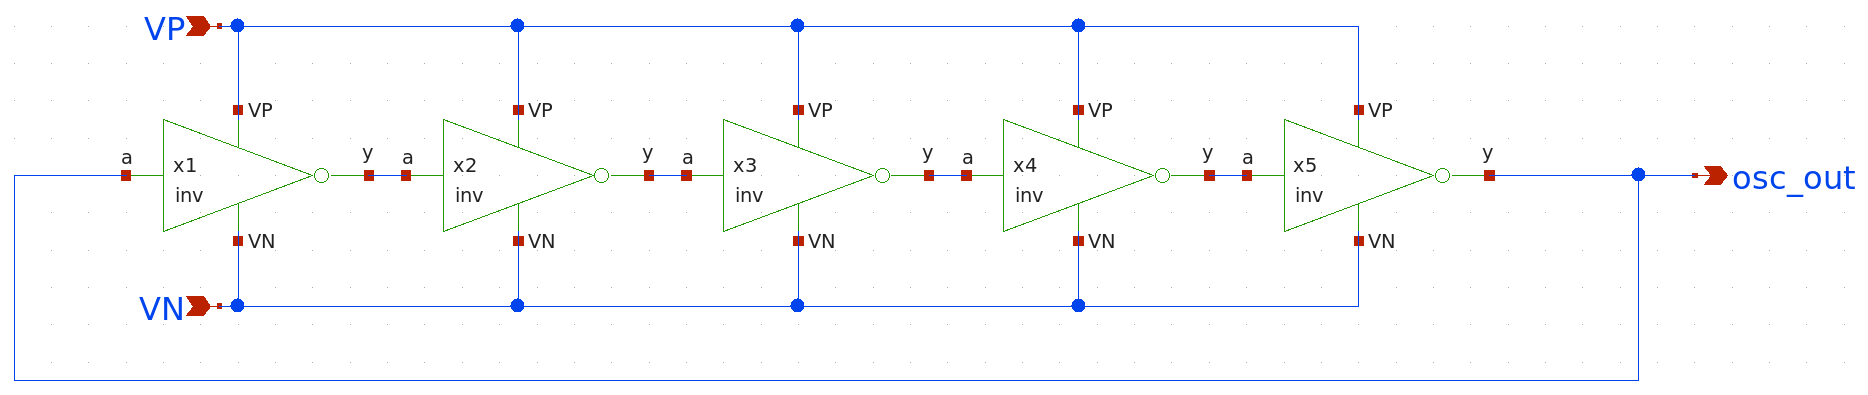 VP
VP VP VP VP VP
a x1 y a x2 y a x3 y a x4 y a x5 y osc_out
inv inv inv inv inv
VN VN VN VN VN
VN